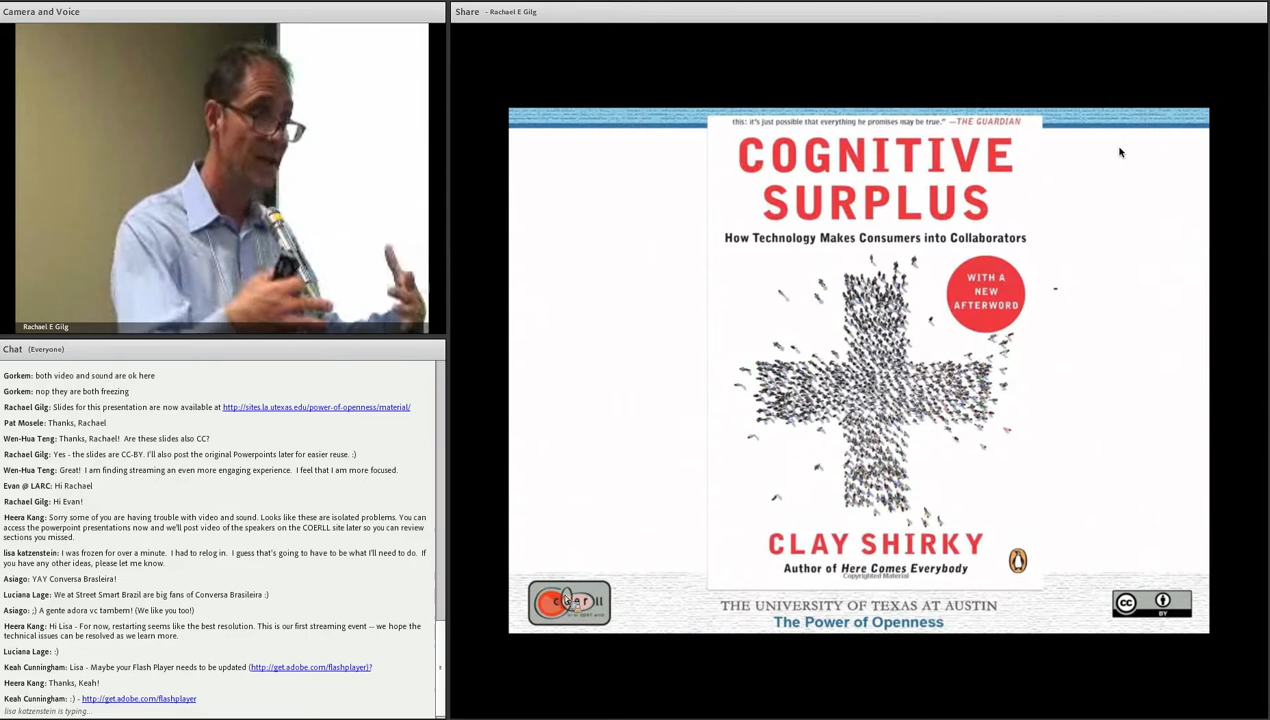 Camera and Voice
Rachael E Gilg
Chat (Everyone)
Gorkem: both video and sound are ok here
Gorkem: nop they are both freezing
Rachael Gilg: Slides for this presentation are now available at http://sites.la.utexas.edu/power-of-openness/material/
Pat Mosele: Thanks, Rachael
Wen-Hua Teng: Thanks, Rachael! Are these slides also CC?
Rachael Gilg: Yes - the slides are CC-BY. I'll also post the original Powerpoints later for easier reuse. :)
Wen-Hua Teng: Great! I am finding streaming an even more engaging experience. I feel that I am more focused.
Evan @ LARC: Hi Rachael
Rachael Gilg: Hi Evan!
Heera Kang: Sorry some of you are having trouble with video and sound. Looks like these are isolated problems. You can
access the powerpoint presentations now and we'll post video of the speakers on the COERLL site later so you can review
sections you missed.
lisa katzenstein: I was frozen for over a minute. I had to relog in. I guess that's going to have to be what I'll need to do. If
you have any other ideas, please let me know.
Asiago: YAY Conversa Brasleira!
Luciana Lage: We at Street Smart Brazil are big fans of Conversa Brasileira :)
Asiago: ;) A gente adora vc tambem! (We like you too!)
Heera Kang: Hi Lisa - For now, restarting seems like the best resolution. This is our first streaming event -- we hope the
technical issues can be resolved as we learn more.
Luciana Lage: :)
Keah Cunningham: Lisa - Maybe your Flash Player needs to be updated (http://get.adobe.com/flashplayer)?
Heera Kang: Thanks, Keah!
Keah Cunningham: :) - http://get.adobe.com/flashplayer
lisa katzenstein is typing...
Share - Rachael E Gilg
this: it's just possible that everything he promises may be true." —THE GUARDIAN
COGNITIVE
SURPLUS
How Technology Makes Consumers into Collaborators
WITH A
NEW
AFTERWORD
CLAY SHIRKY
Author of Here Comes Everybody
Copyrighted Material
THE UNIVERSITY OF TEXAS AT AUSTIN
The Power of Openness
cc
BY